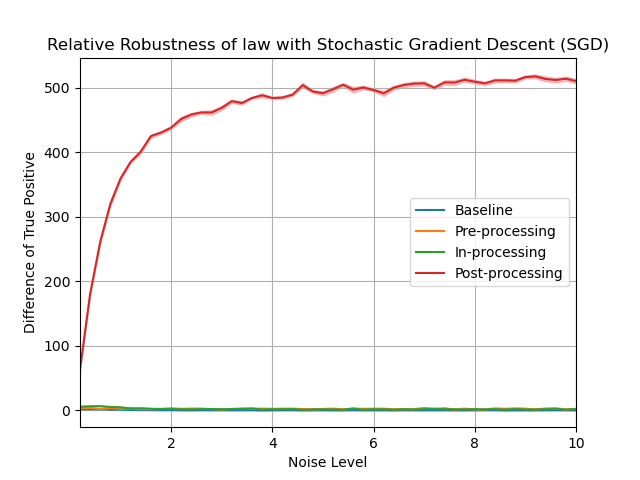 Relative Robustness of law with Stochastic Gradient Descent (SGD)
Difference of True Positive
500
400
300
200
100
0
Baseline
Pre-processing
In-processing
Post-processing
2 4 6 8 10
Noise Level